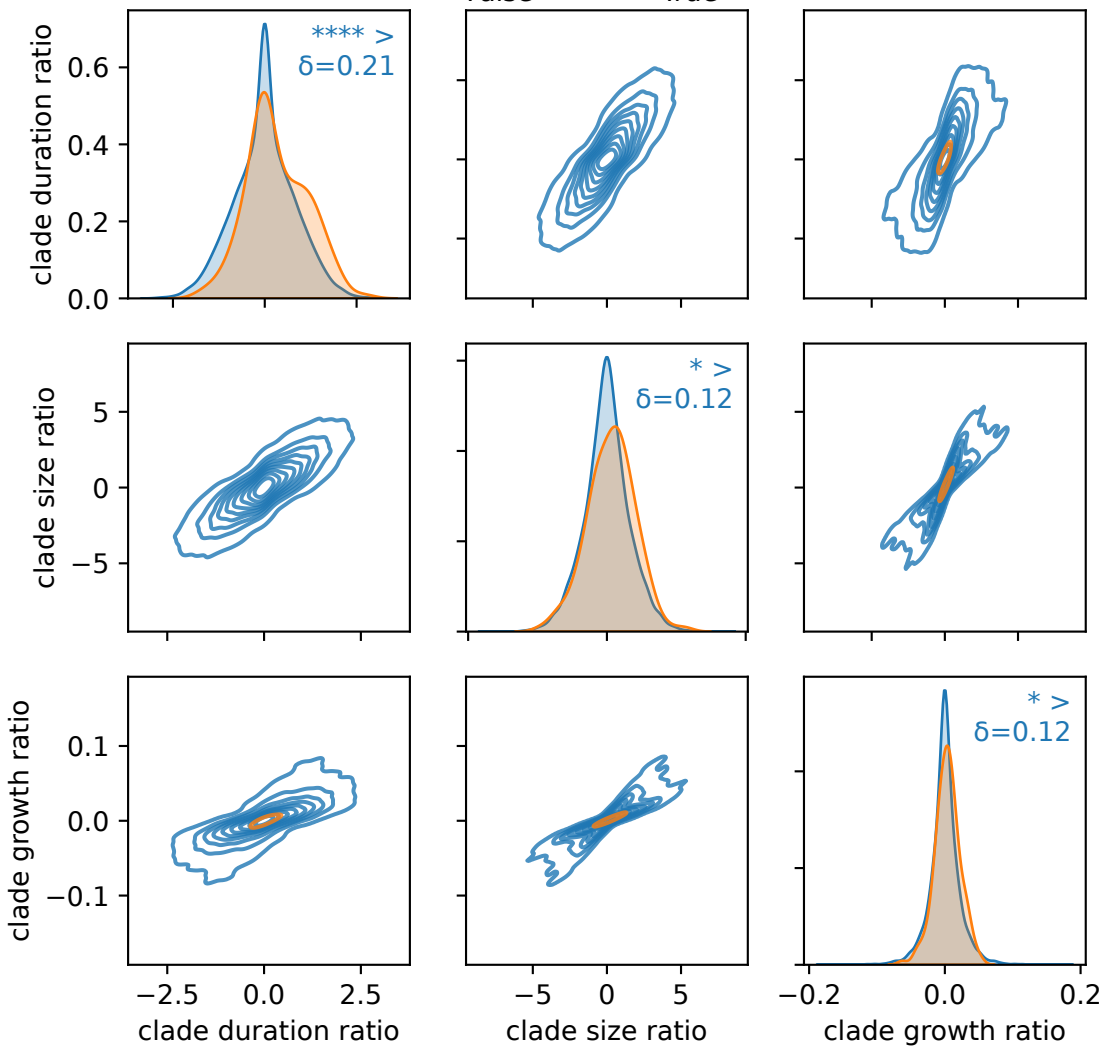 **** >
δ=0.21
0.6
0.4
0.2
0.0
clade duration ratio
* >
δ=0.12
5
0
−5
clade size ratio
* >
δ=0.12
0.1
0.0
−0.1
clade growth ratio
−2.5 0.0 2.5
clade duration ratio
−5 0 5
clade size ratio
−0.2 0.0 0.2
clade growth ratio